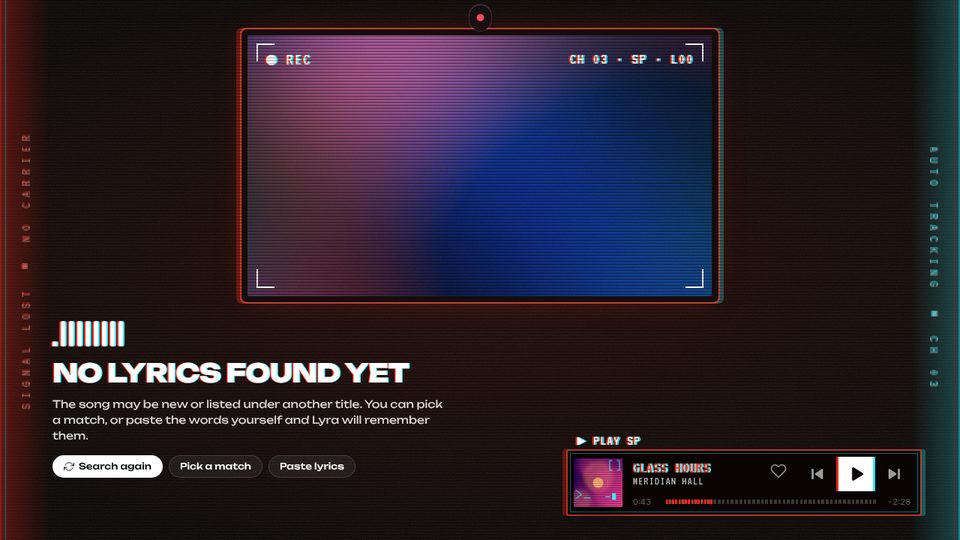 REC
CH 03 - SP - L00
SIGNAL LOST ■ NO CARRIER
AUTO TRACKING ■ CH 03
NO LYRICS FOUND YET
The song may be new or listed under another title. You can pick
a match, or paste the words yourself and Lyra will remember
them.
Search again
Pick a match
Paste lyrics
▶ PLAY SP
GLASS HOURS
MERIDIAN HALL
0:43
-2:28